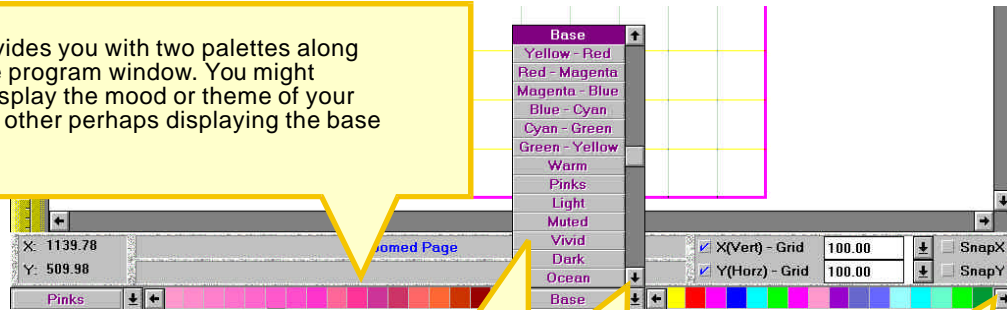 vides you with two palettes along
e program window. You might
splay the mood or theme of your
other perhaps displaying the base
Base
Yellow - Red
Red - Magenta
Magenta - Blue
Blue - Cyan
Cyan - Green
Green - Yellow
Warm
Pinks
Light
Muted
Vivid
Dark
Ocean
X: 1139.78
Y: 509.98
omed Page
X(Vert) - Grid 100.00 SnapX
Y(Horz) - Grid 100.00 SnapY
Pinks
Base